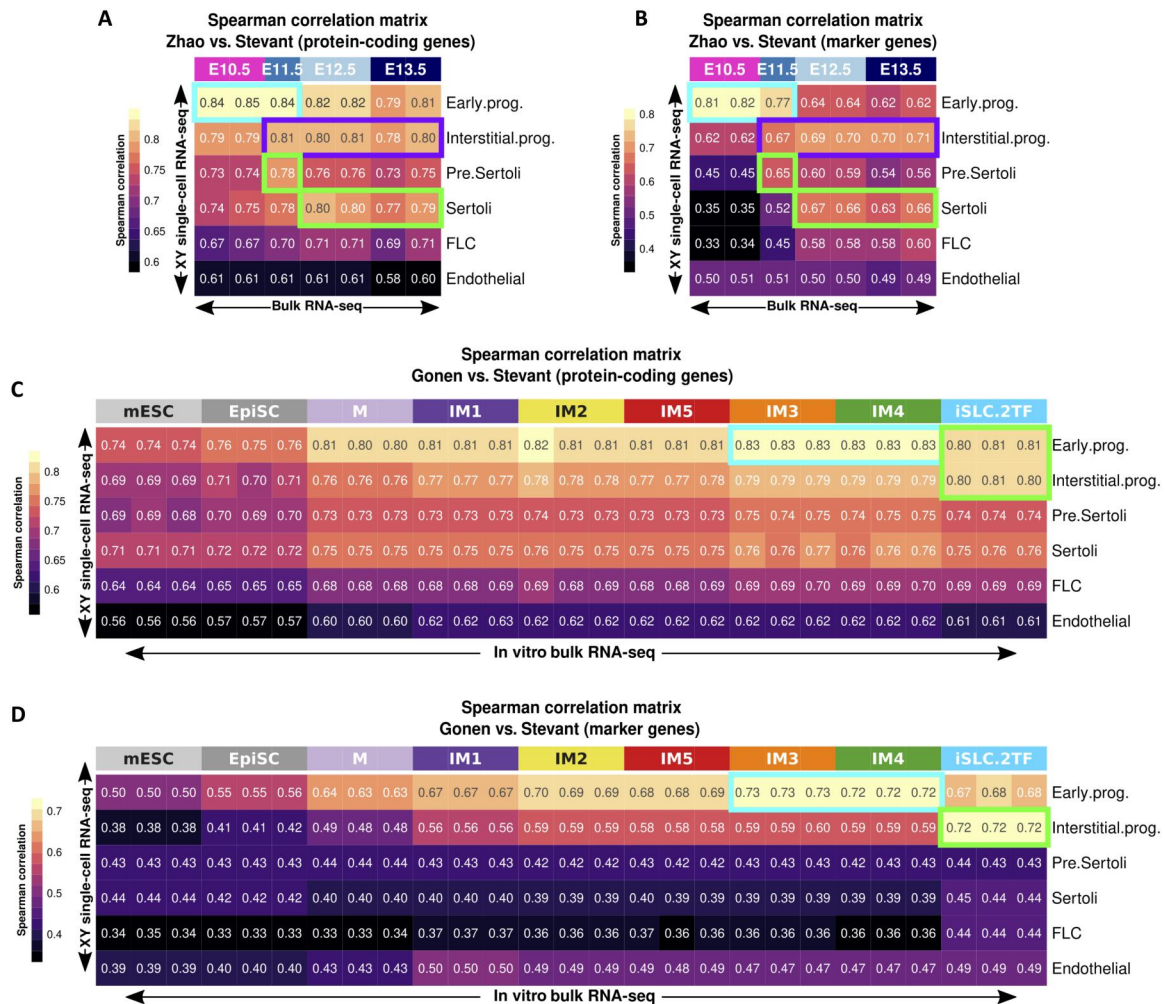 A
Spearman correlation matrix
Zhao vs. Stevant (protein-coding genes)
E10.5 E11.5 E12.5 E13.5
0.84 0.85 0.84 0.82 0.82 0.79 0.81 Early.prog.
0.79 0.79 0.81 0.80 0.81 0.78 0.80 Interstitial.prog.
0.73 0.74 0.78 0.76 0.76 0.73 0.75 Pre.Sertoli
0.74 0.75 0.78 0.80 0.80 0.77 0.79 Sertoli
0.67 0.67 0.70 0.71 0.71 0.69 0.71 FLC
0.61 0.61 0.61 0.61 0.61 0.58 0.60 Endothelial
Bulk RNA-seq
XY single-cell RNA-seq
Spearman correlation
0.8
0.75
0.7
0.65
0.6
B
Spearman correlation matrix
Zhao vs. Stevant (marker genes)
E10.5 E11.5 E12.5 E13.5
0.81 0.82 0.77 0.64 0.64 0.62 0.62 Early.prog.
0.62 0.62 0.67 0.69 0.70 0.70 0.71 Interstitial.prog.
0.45 0.45 0.65 0.60 0.59 0.54 0.56 Pre.Sertoli
0.35 0.35 0.52 0.67 0.66 0.63 0.66 Sertoli
0.33 0.34 0.45 0.58 0.58 0.58 0.60 FLC
0.50 0.51 0.51 0.50 0.50 0.49 0.49 Endothelial
Bulk RNA-seq
XY single-cell RNA-seq
Spearman correlation
0.8
0.7
0.6
0.5
0.4
C
Spearman correlation matrix
Gonen vs. Stevant (protein-coding genes)
mESC EpiSC M IM1 IM2 IM5 IM3 IM4 iSLC.2TF
0.74 0.74 0.74 0.76 0.75 0.76 0.81 0.80 0.80 0.81 0.81 0.81 0.82 0.81 0.81 0.81 0.81 0.81 0.83 0.83 0.83 0.83 0.83 0.83 0.80 0.81 0.81 Early.prog.
0.69 0.69 0.69 0.71 0.70 0.71 0.76 0.76 0.76 0.77 0.77 0.77 0.78 0.78 0.78 0.77 0.77 0.78 0.79 0.79 0.79 0.79 0.79 0.79 0.80 0.81 0.80 Interstitial.prog.
0.69 0.69 0.68 0.70 0.69 0.70 0.73 0.73 0.73 0.73 0.73 0.73 0.74 0.73 0.73 0.73 0.73 0.73 0.74 0.75 0.75 0.74 0.75 0.75 0.74 0.74 0.74 Pre.Sertoli
0.71 0.71 0.71 0.72 0.72 0.72 0.75 0.75 0.75 0.75 0.75 0.75 0.76 0.75 0.75 0.75 0.75 0.75 0.76 0.76 0.77 0.76 0.76 0.76 0.75 0.76 0.76 Sertoli
0.64 0.64 0.64 0.65 0.65 0.65 0.68 0.68 0.68 0.68 0.68 0.69 0.69 0.68 0.69 0.68 0.68 0.69 0.69 0.69 0.70 0.69 0.69 0.70 0.69 0.69 0.69 FLC
0.56 0.56 0.56 0.57 0.57 0.57 0.60 0.60 0.60 0.62 0.62 0.63 0.62 0.62 0.62 0.62 0.62 0.62 0.62 0.62 0.62 0.62 0.62 0.62 0.61 0.61 0.61 Endothelial
In vitro bulk RNA-seq
XY single-cell RNA-seq
Spearman correlation
0.8
0.75
0.7
0.65
0.6
D
Spearman correlation matrix
Gonen vs. Stevant (marker genes)
mESC EpiSC M IM1 IM2 IM5 IM3 IM4 iSLC.2TF
0.50 0.50 0.50 0.55 0.55 0.56 0.64 0.63 0.63 0.67 0.67 0.67 0.70 0.69 0.69 0.68 0.68 0.69 0.73 0.73 0.73 0.72 0.72 0.72 0.67 0.68 0.68 Early.prog.
0.38 0.38 0.38 0.41 0.41 0.42 0.49 0.48 0.48 0.56 0.56 0.56 0.59 0.59 0.59 0.59 0.58 0.58 0.59 0.59 0.60 0.59 0.59 0.59 0.72 0.72 0.72 Interstitial.prog.
0.43 0.43 0.43 0.43 0.43 0.43 0.44 0.44 0.44 0.43 0.43 0.43 0.42 0.42 0.42 0.43 0.42 0.42 0.43 0.43 0.43 0.42 0.43 0.43 0.44 0.43 0.43 Pre.Sertoli
0.44 0.44 0.44 0.42 0.42 0.42 0.40 0.40 0.40 0.40 0.40 0.40 0.39 0.39 0.39 0.40 0.39 0.39 0.39 0.39 0.39 0.39 0.39 0.39 0.45 0.44 0.44 Sertoli
0.34 0.35 0.34 0.33 0.33 0.33 0.33 0.33 0.34 0.37 0.37 0.37 0.36 0.36 0.36 0.37 0.36 0.36 0.36 0.36 0.36 0.36 0.36 0.36 0.44 0.44 0.44 FLC
0.39 0.39 0.39 0.40 0.40 0.40 0.43 0.43 0.43 0.50 0.50 0.50 0.49 0.49 0.49 0.49 0.48 0.49 0.47 0.47 0.47 0.47 0.47 0.47 0.49 0.49 0.49 Endothelial
In vitro bulk RNA-seq
XY single-cell RNA-seq
Spearman correlation
0.7
0.6
0.5
0.4